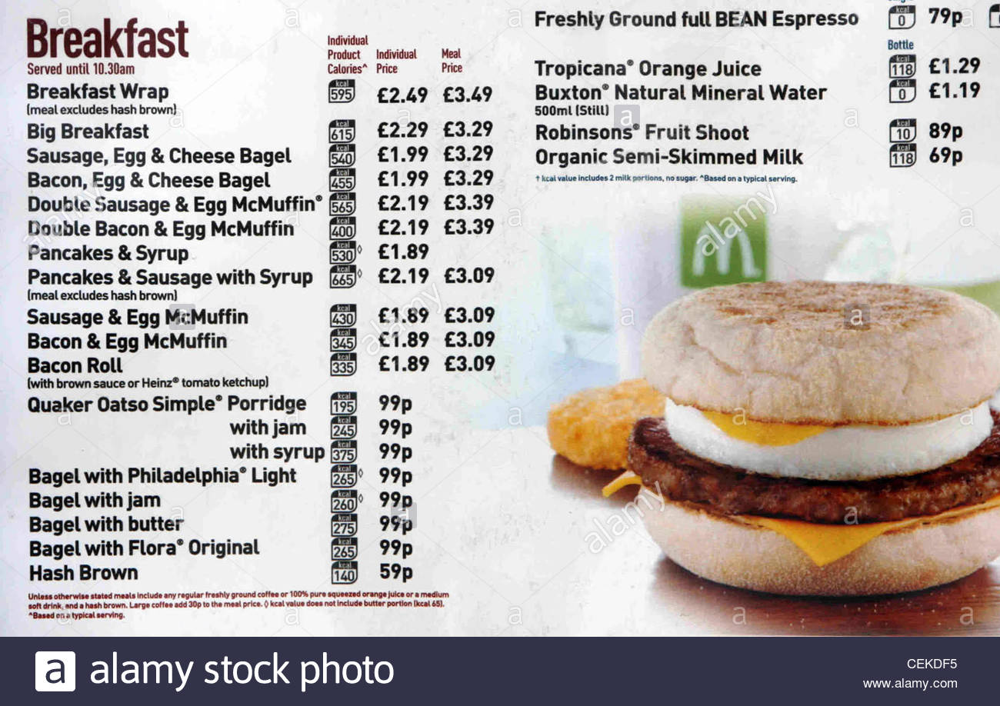 Breakfast
Served until 10.30am
Individual Product Calories^ Individual Price Meal Price
Breakfast Wrap kcal 595 £2.49 £3.49
(meal excludes hash brown)
Big Breakfast kcal 615 £2.29 £3.29
Sausage, Egg & Cheese Bagel kcal 540 £1.99 £3.29
Bacon, Egg & Cheese Bagel kcal 455 £1.99 £3.29
Double Sausage & Egg McMuffin® kcal 565 £2.19 £3.39
Double Bacon & Egg McMuffin kcal 400 £2.19 £3.39
Pancakes & Syrup kcal 530 ◊ £1.89
Pancakes & Sausage with Syrup kcal 665 ◊ £2.19 £3.09
(meal excludes hash brown)
Sausage & Egg McMuffin kcal 430 £1.89 £3.09
Bacon & Egg McMuffin kcal 345 £1.89 £3.09
Bacon Roll kcal 335 £1.89 £3.09
(with brown sauce or Heinz® tomato ketchup)
Quaker Oatso Simple® Porridge kcal 195 99p
with jam kcal 245 99p
with syrup kcal 375 99p
Bagel with Philadelphia® Light kcal 265 ◊ 99p
Bagel with jam kcal 260 ◊ 99p
Bagel with butter kcal 275 99p
Bagel with Flora® Original kcal 265 99p
Hash Brown kcal 140 59p
Unless otherwise stated meals include any regular freshly ground coffee or 100% pure squeezed orange juice or a medium
soft drink, and a hash brown. Large coffee add 30p to the meal price. ◊ kcal value does not include butter portion (kcal 65).
^Based on a typical serving.
Freshly Ground full BEAN Espresso kcal 0 79p
Bottle
Tropicana® Orange Juice kcal 118 £1.29
Buxton® Natural Mineral Water kcal 0 £1.19
500ml (Still)
Robinsons® Fruit Shoot kcal 10 89p
Organic Semi-Skimmed Milk kcal 118 69p
† kcal value includes 2 milk portions, no sugar. ^Based on a typical serving.
alamy
alamy
alamy
alamy
a alamy stock photo
CEKDF5
www.alamy.com